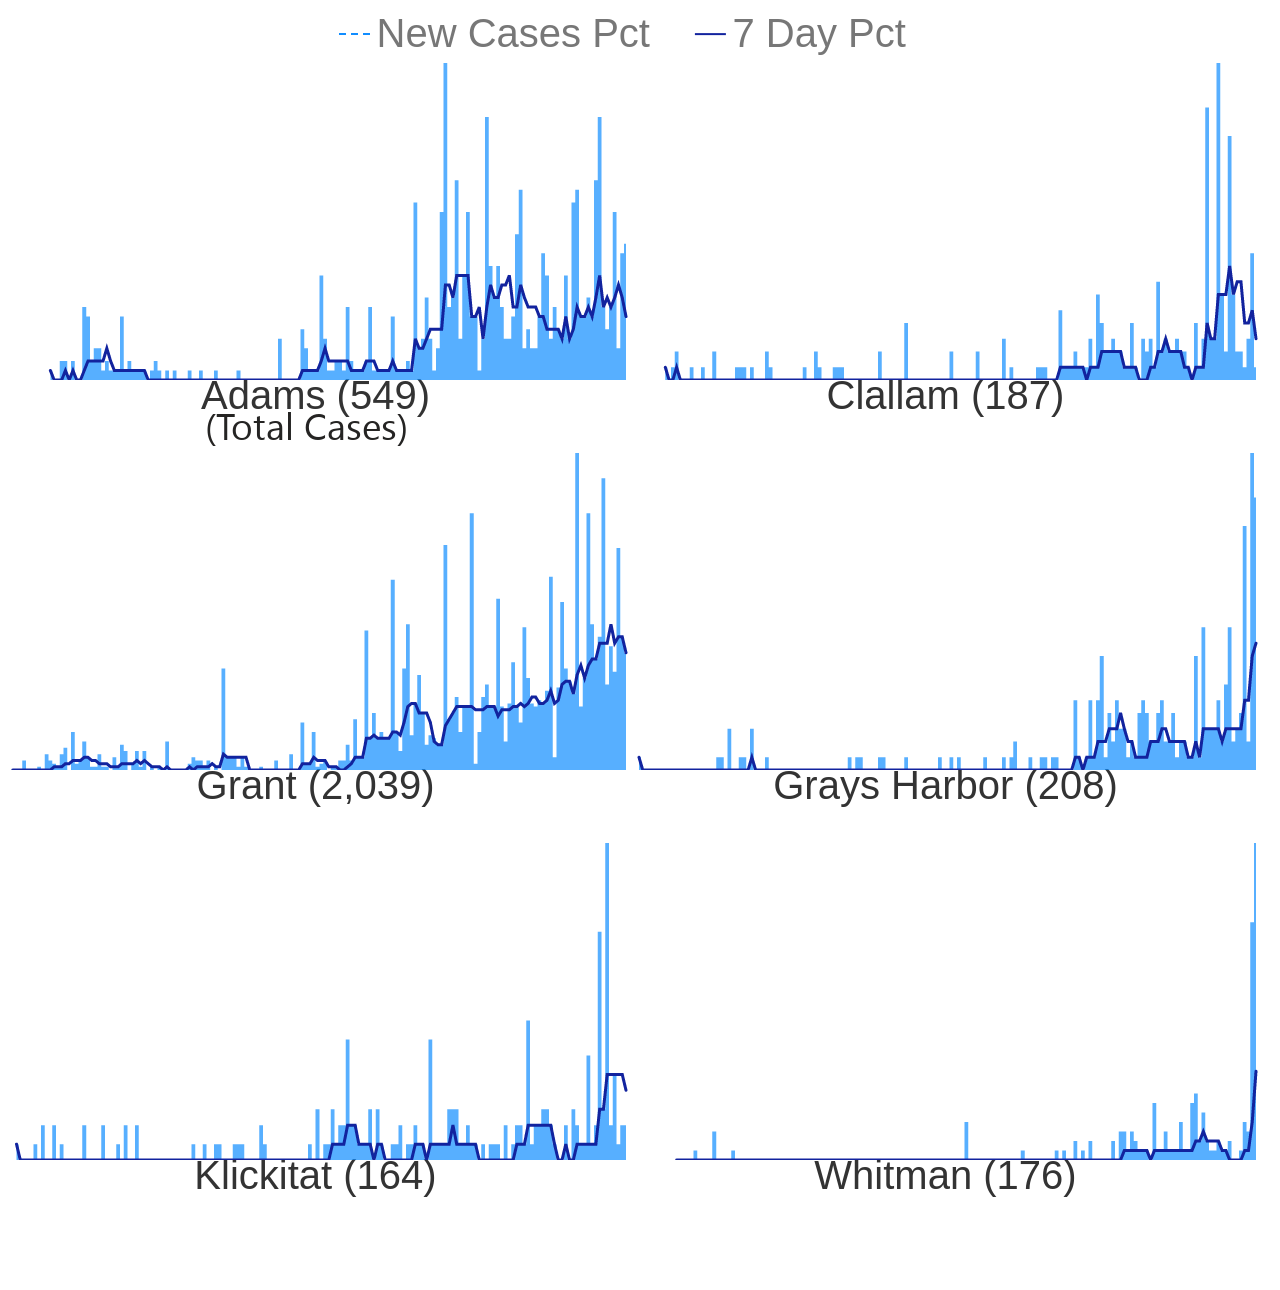 New Cases Pct 7 Day Pct
Adams (549) Clallam (187)
(Total Cases)
Grant (2,039) Grays Harbor (208)
Klickitat (164) Whitman (176)